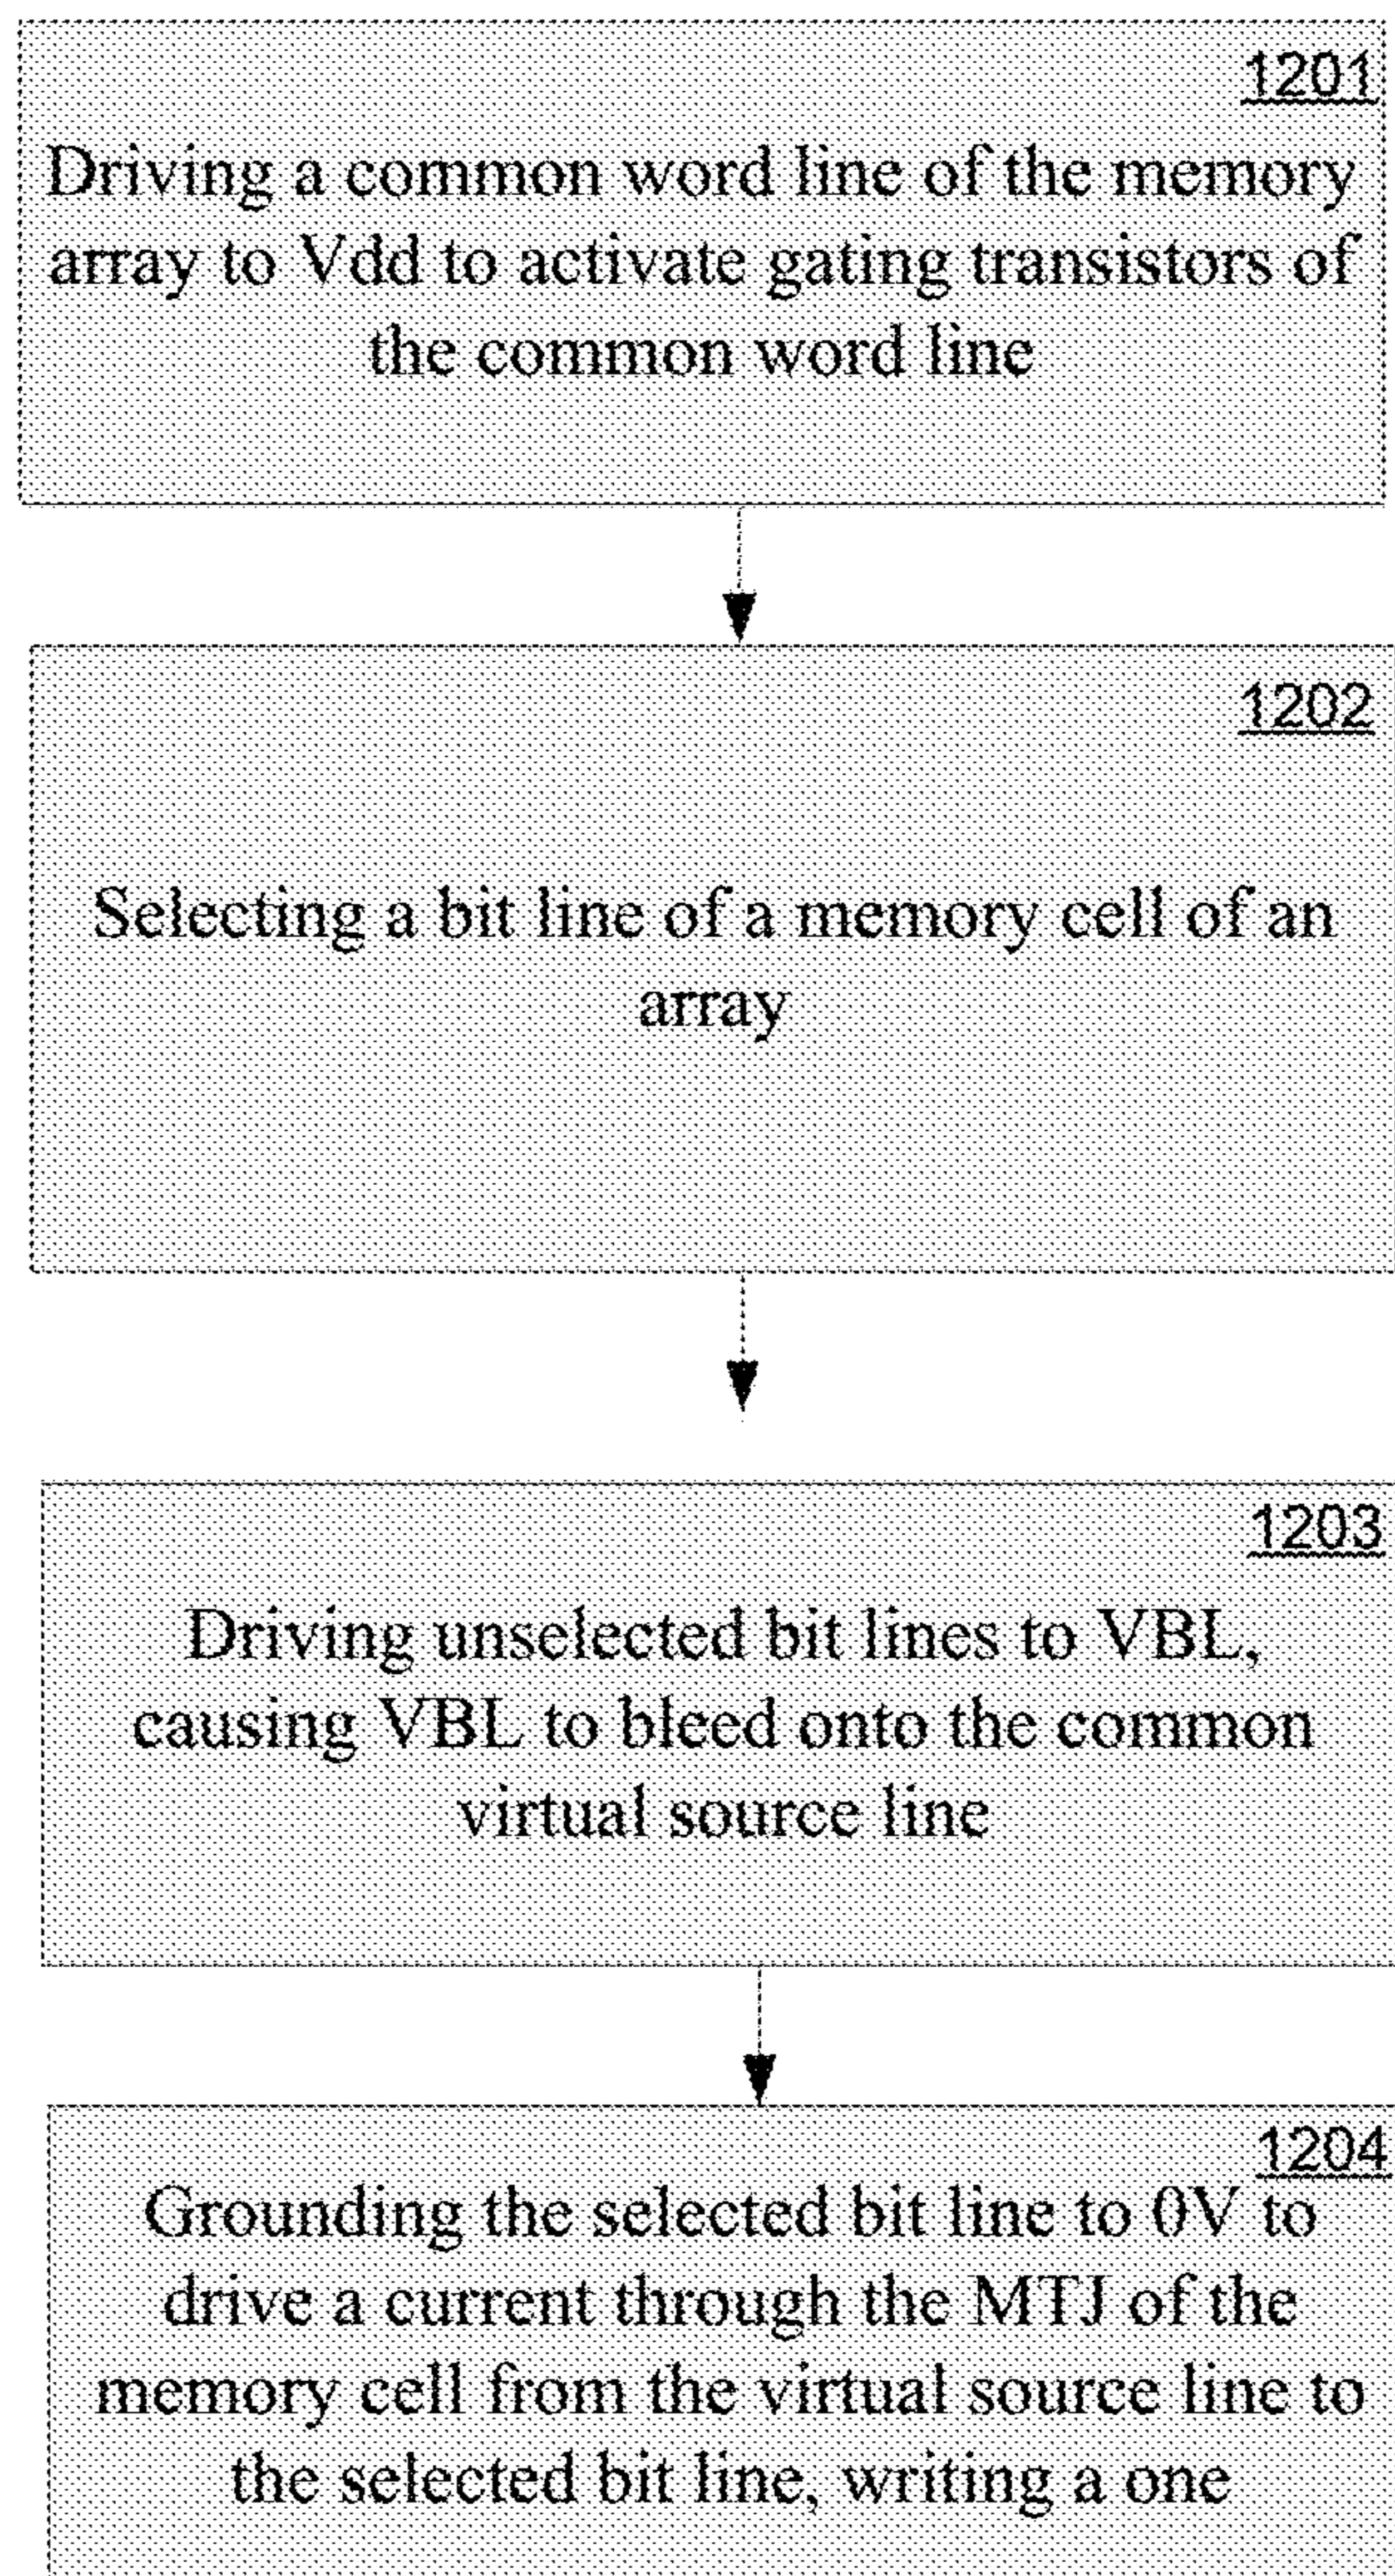 1201
Driving a common word line of the memory
array to Vdd to activate gating transistors of
the common word line
1202
Selecting a bit line of a memory cell of an
array
1203
Driving unselected bit lines to VBL,
causing VBL to bleed onto the common
virtual source line
1204
Grounding the selected bit line to 0V to
drive a current through the MTJ of the
memory cell from the virtual source line to
the selected bit line, writing a one